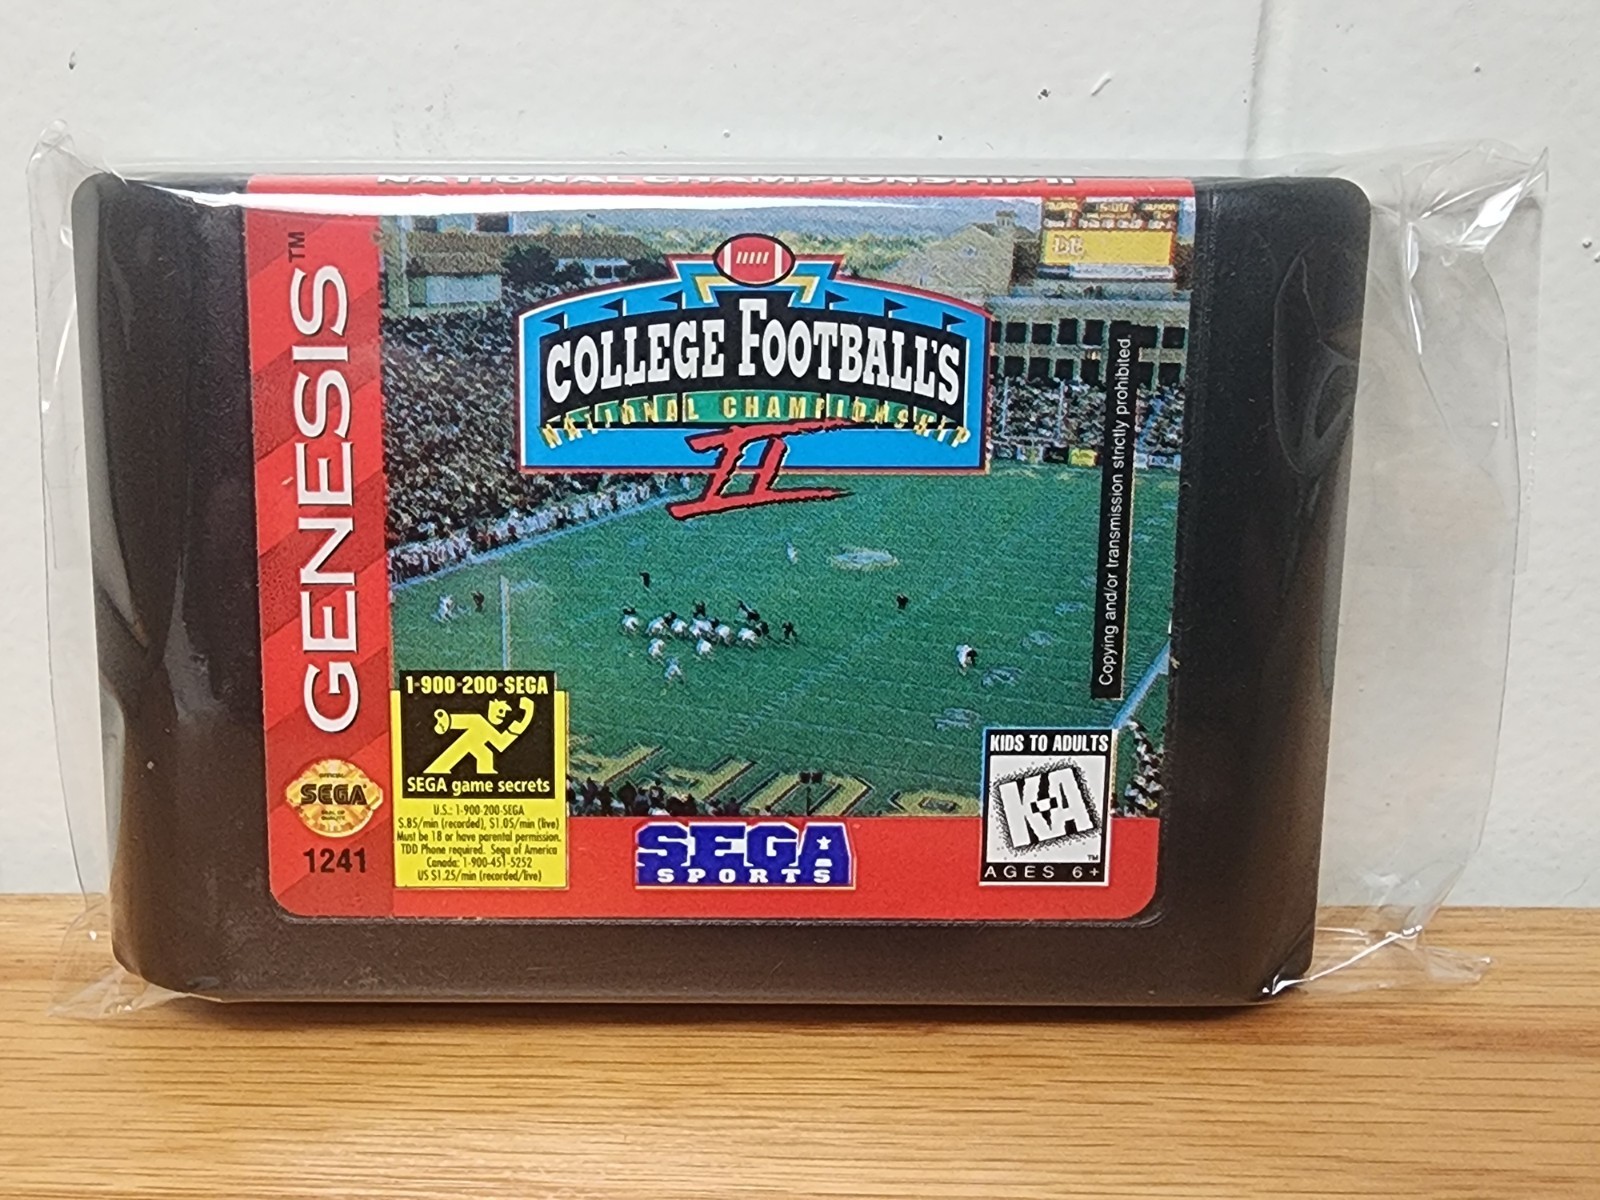 NATIONAL CHAMPIONSHIP II
GENESIS™
COLLEGE FOOTBALL'S
NATIONAL CHAMPIONSHIP
II
Copying and/or transmission strictly prohibited.
1-900-200-SEGA
SEGA game secrets
U.S.: 1-900-200-SEGA
$.85/min (recorded), $1.05/min (live)
Must be 18 or have parental permission.
TDD Phone required. Sega of America
Canada: 1-900-451-5252
US $1.25/min (recorded/live)
SEGA
1241
SEGA
SPORTS
KIDS TO ADULTS
K-A
™
AGES 6+